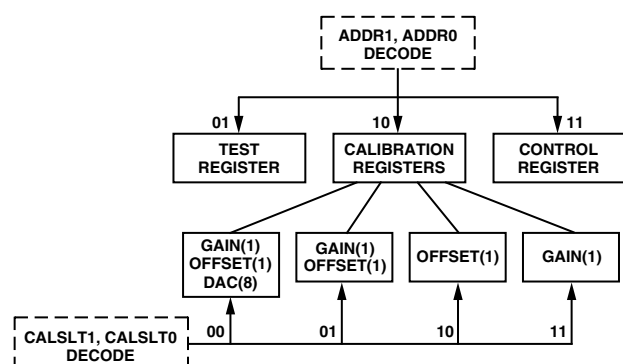 ADDR1, ADDR0
DECODE
01
10
11
TEST
REGISTER
CALIBRATION
REGISTERS
CONTROL
REGISTER
GAIN(1)
OFFSET(1)
DAC(8)
GAIN(1)
OFFSET(1)
OFFSET(1)
GAIN(1)
CALSLT1, CALSLT0
DECODE
00
01
10
11